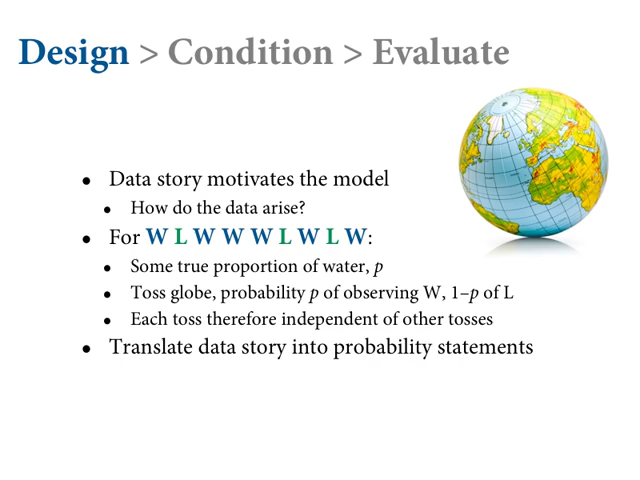 Design > Condition > Evaluate
• Data story motivates the model
• How do the data arise?
• For W L W W W L W L W:
• Some true proportion of water, p
• Toss globe, probability p of observing W, 1–p of L
• Each toss therefore independent of other tosses
• Translate data story into probability statements